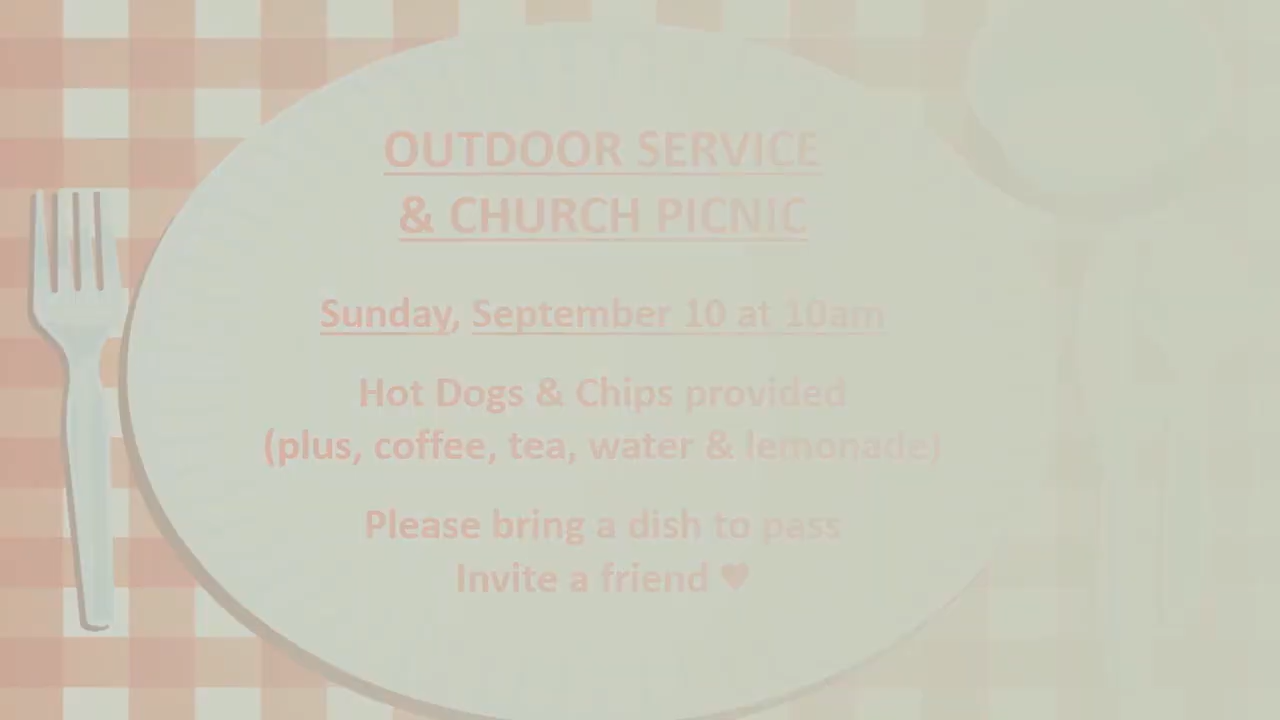 OUTDOOR SERVICE
& CHURCH PICNIC
Sunday, September 10 at 10am
Hot Dogs & Chips provided
(plus, coffee, tea, water & lemonade)
Please bring a dish to pass
Invite a friend ♥